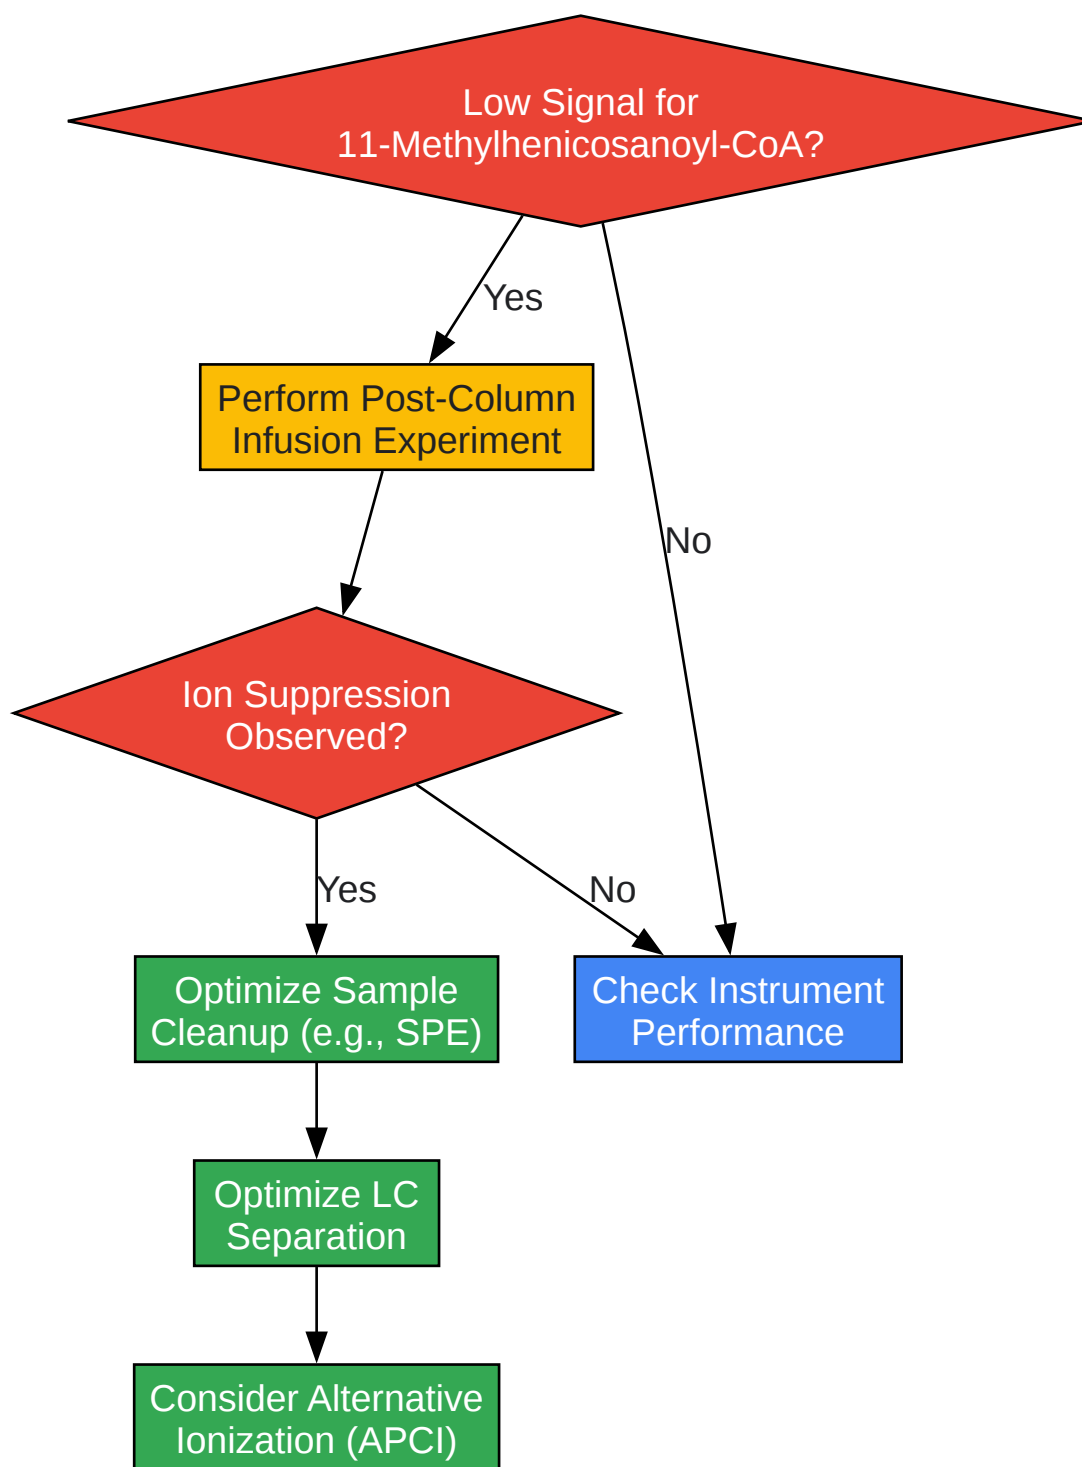 Low Signal for
11-Methylhenicosanoyl-CoA?
Yes
Perform Post-Column
Infusion Experiment
No
Ion Suppression
Observed?
Yes
No
Optimize Sample
Cleanup (e.g., SPE)
Check Instrument
Performance
Optimize LC
Separation
Consider Alternative
Ionization (APCI)